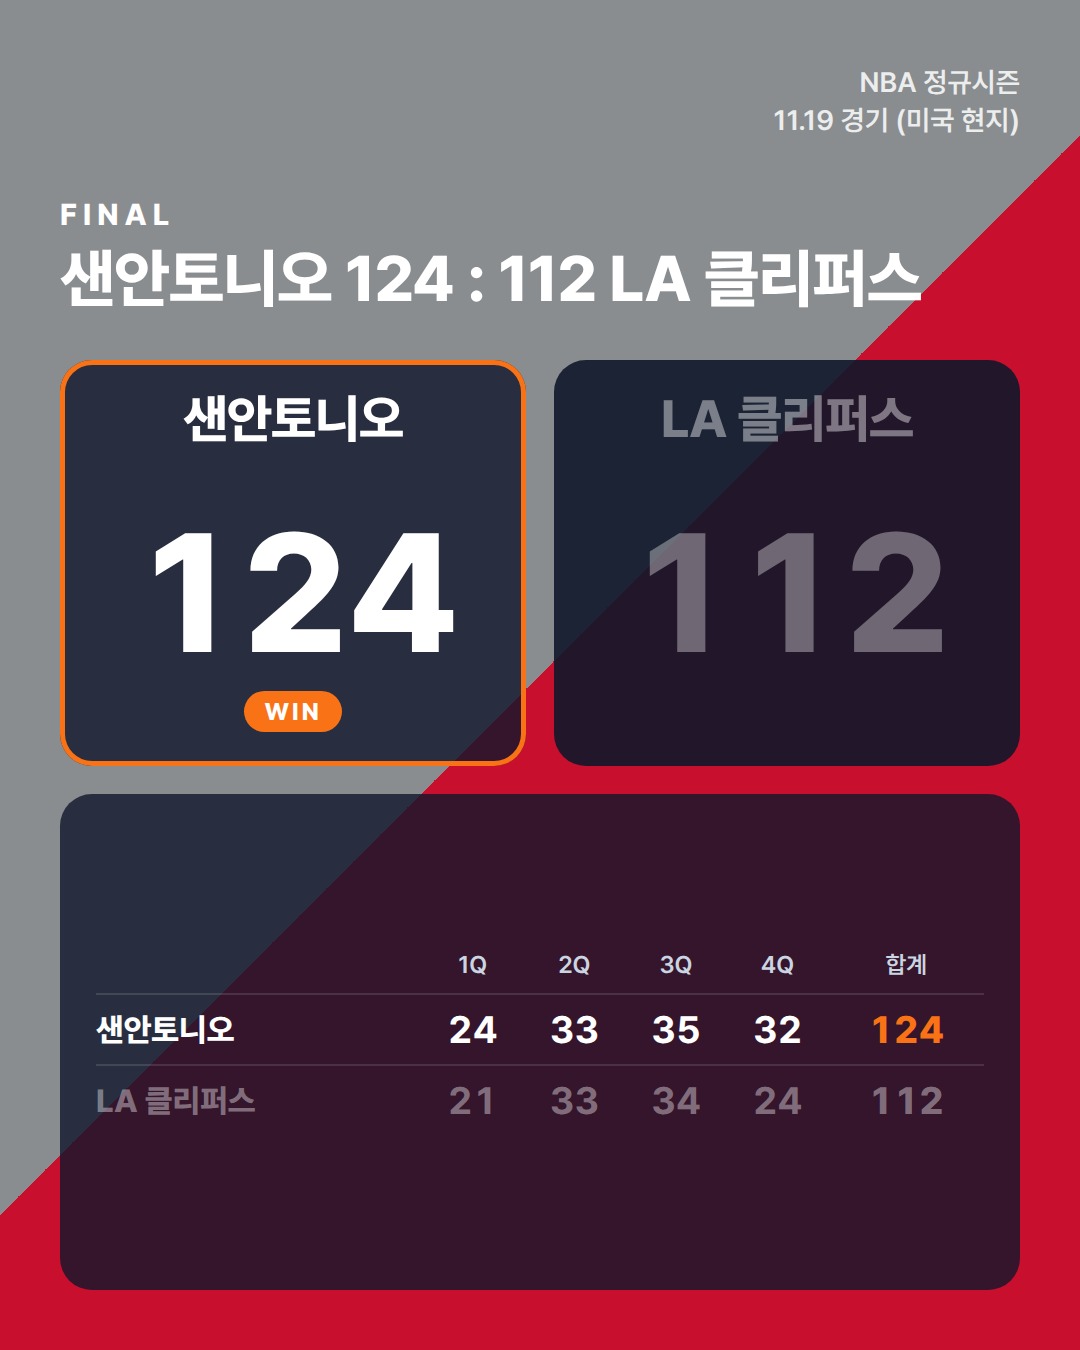 NBA 정규시즌
11.19 경기 (미국 현지)
FINAL
샌안토니오 124 : 112 LA 클리퍼스
샌안토니오
124
WIN
LA 클리퍼스
112
1Q 2Q 3Q 4Q 합계
샌안토니오 24 33 35 32 124
LA 클리퍼스 21 33 34 24 112